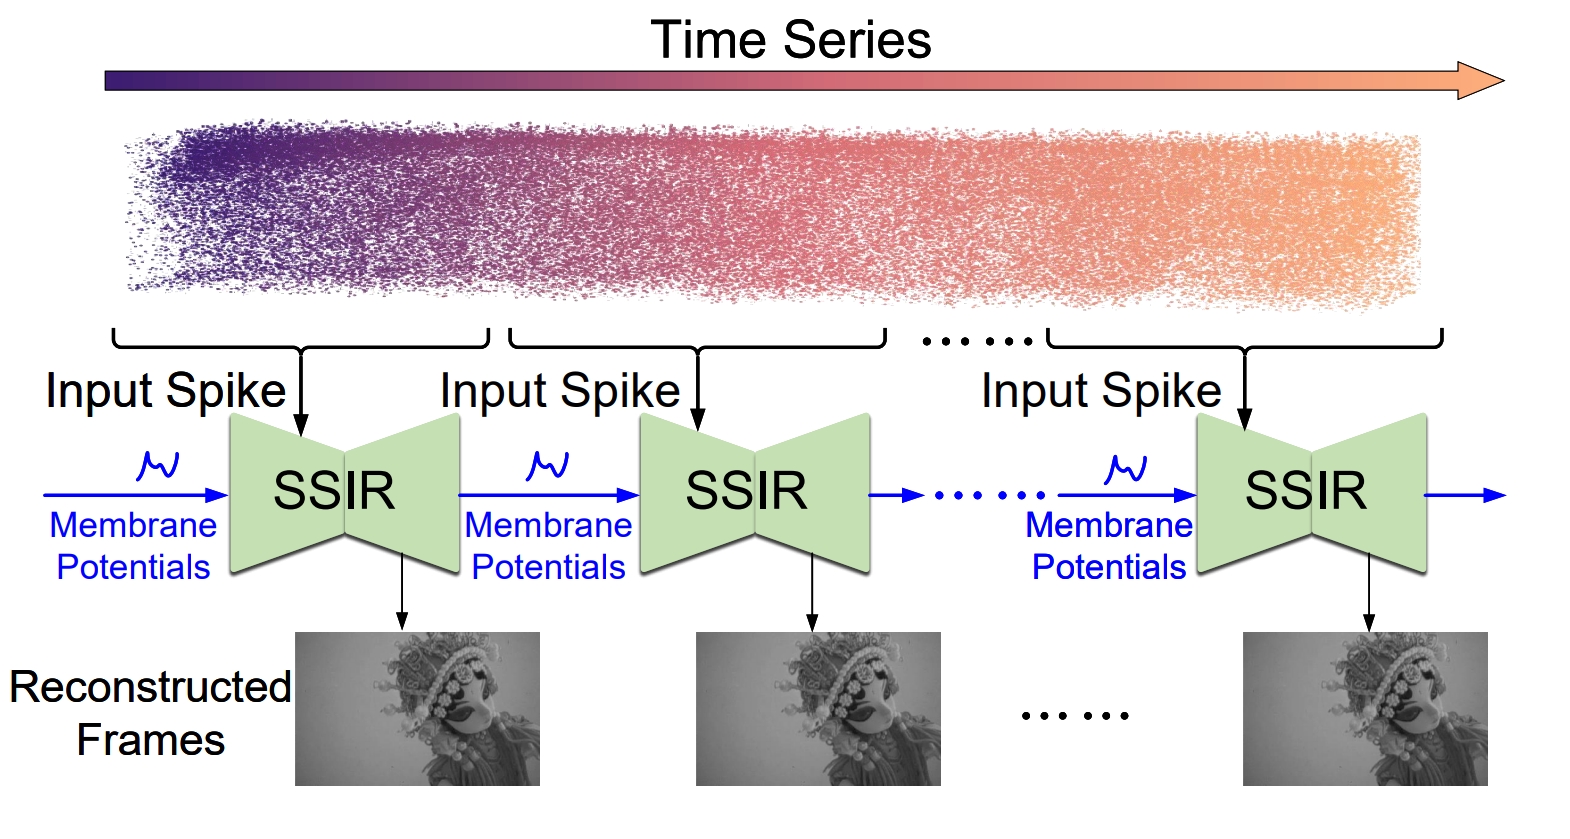 Time Series
Input Spike
Input Spike
Input Spike
SSIR
SSIR
SSIR
Membrane
Potentials
Membrane
Potentials
Membrane
Potentials
Reconstructed
Frames